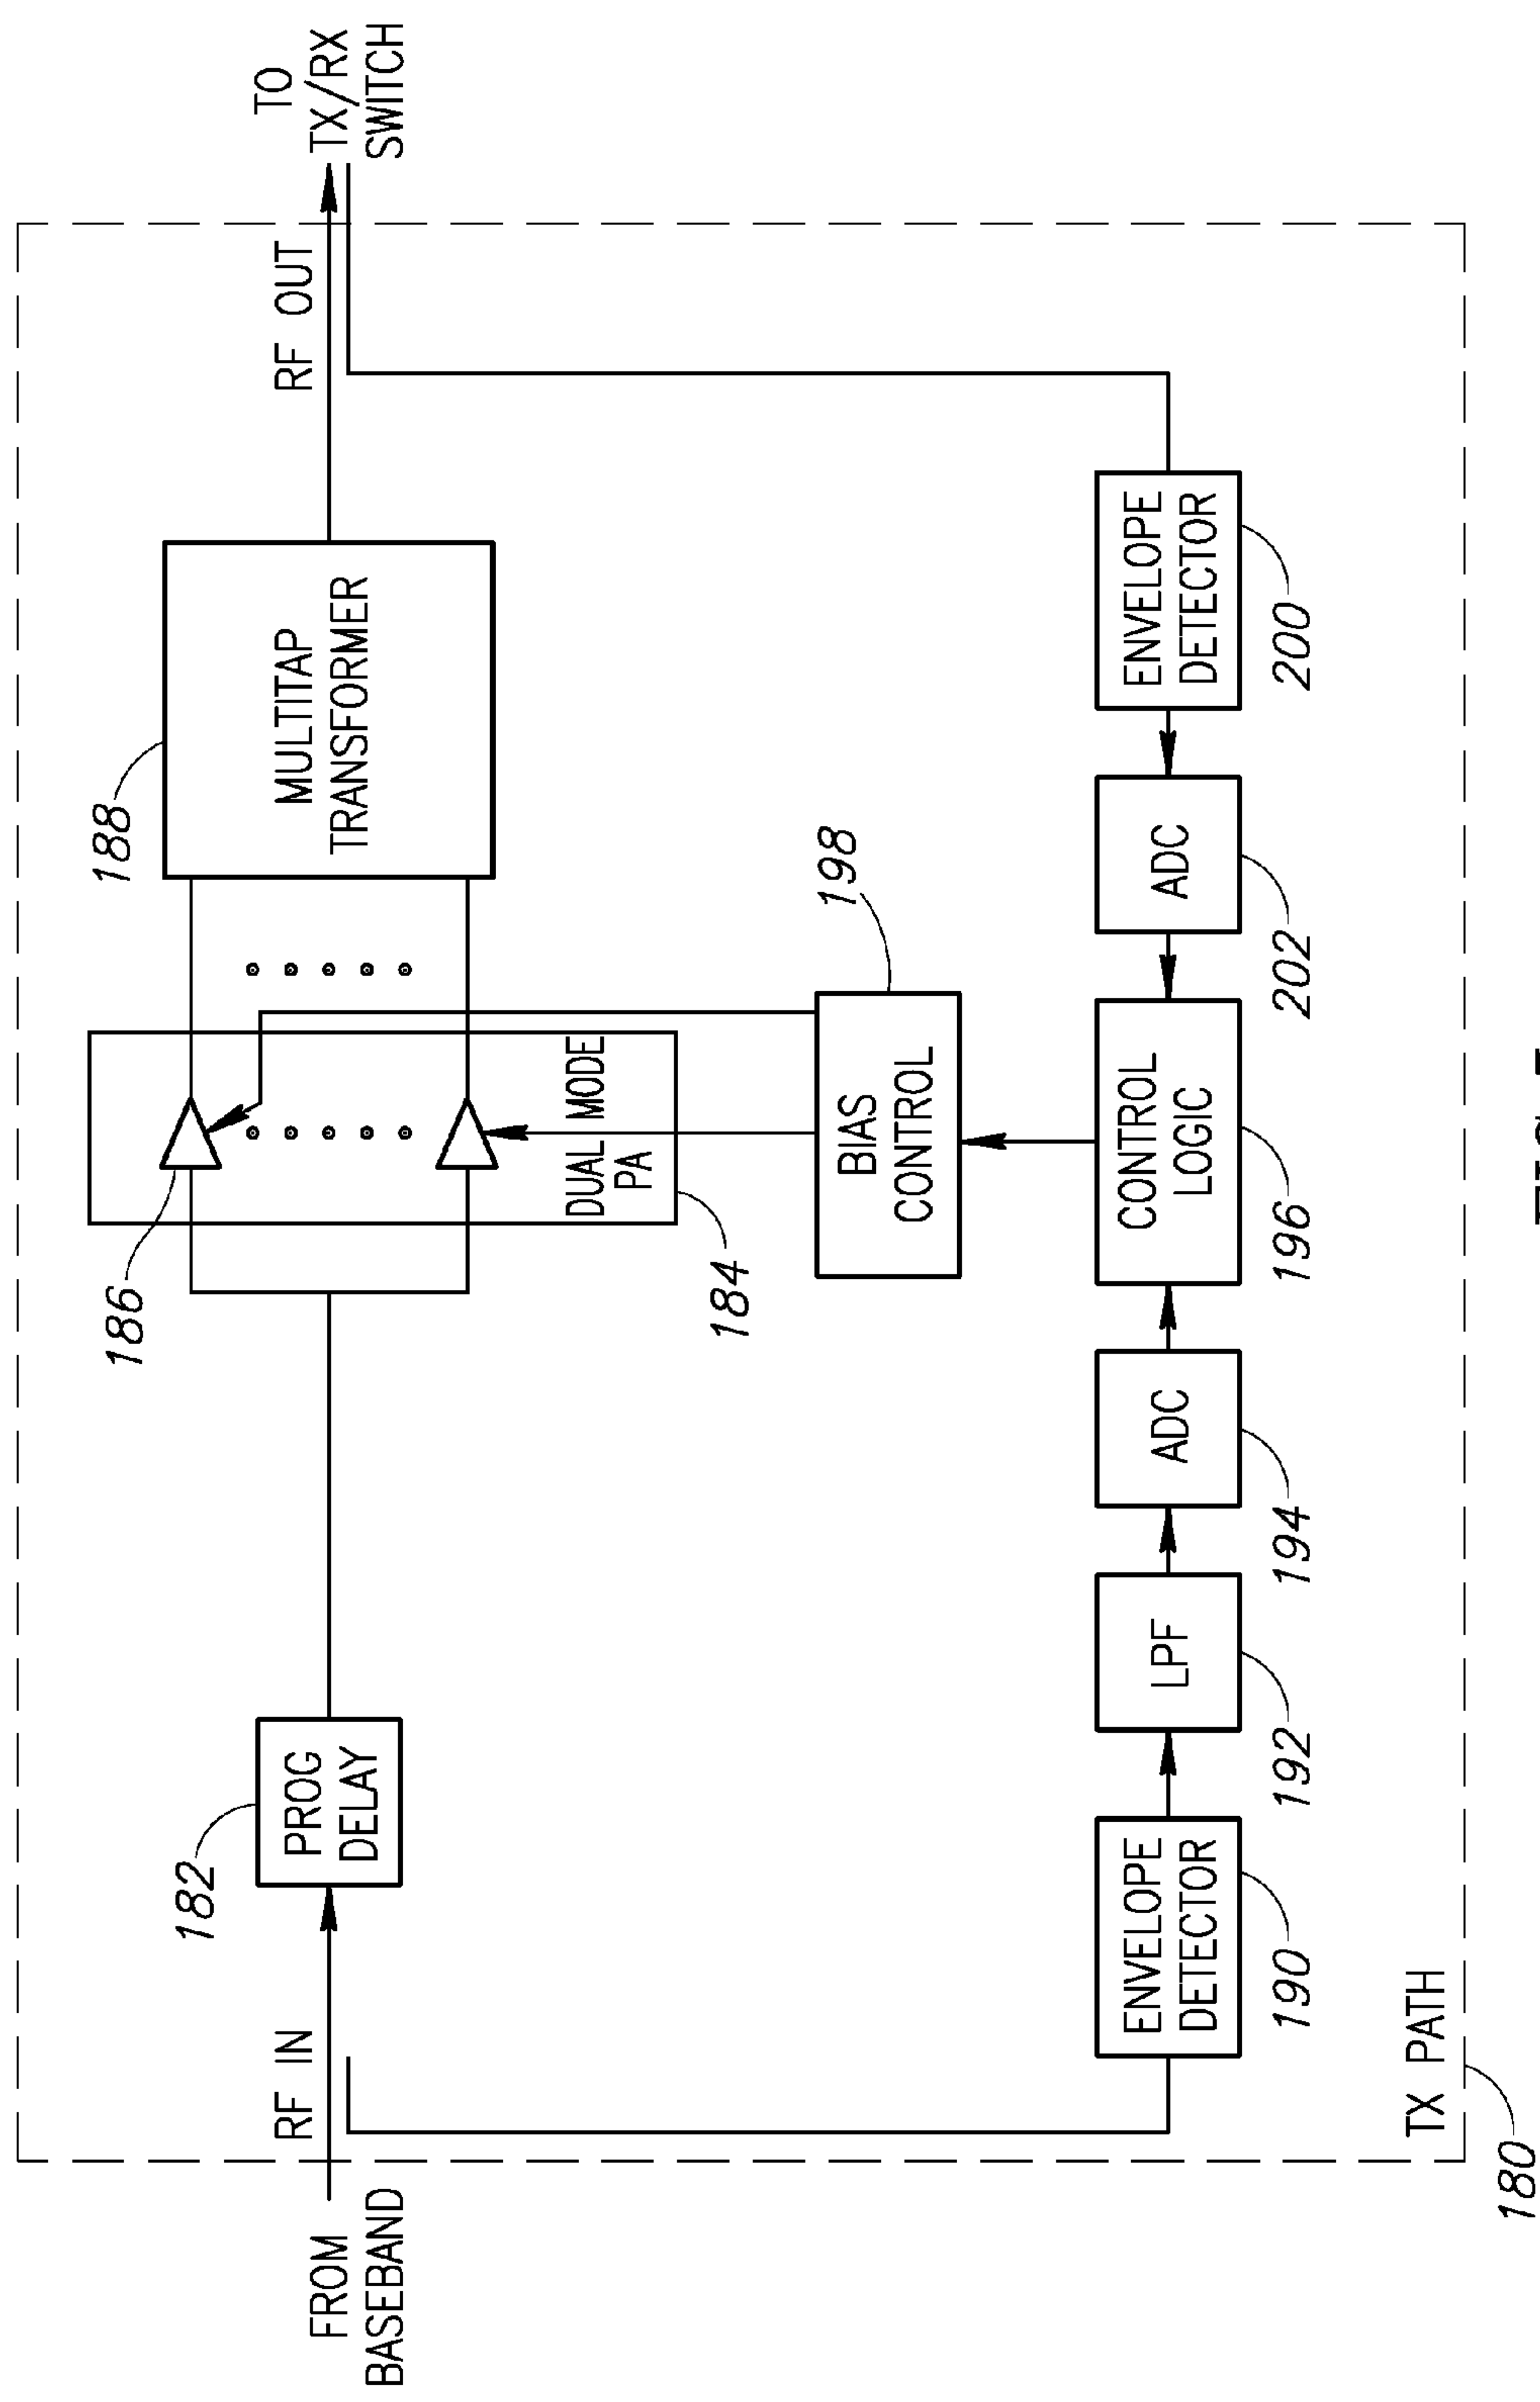 TO
TX/RX
SWITCH
RF OUT
188
MULTITAP
TRANSFORMER
186
DUAL MODE
PA
184
182
PROG
DELAY
RF IN
FROM
BASEBAND
198
BIAS
CONTROL
ENVELOPE
DETECTOR
190
LPF
192
ADC
194
CONTROL
LOGIC
196
ADC
202
ENVELOPE
DETECTOR
200
TX PATH
180